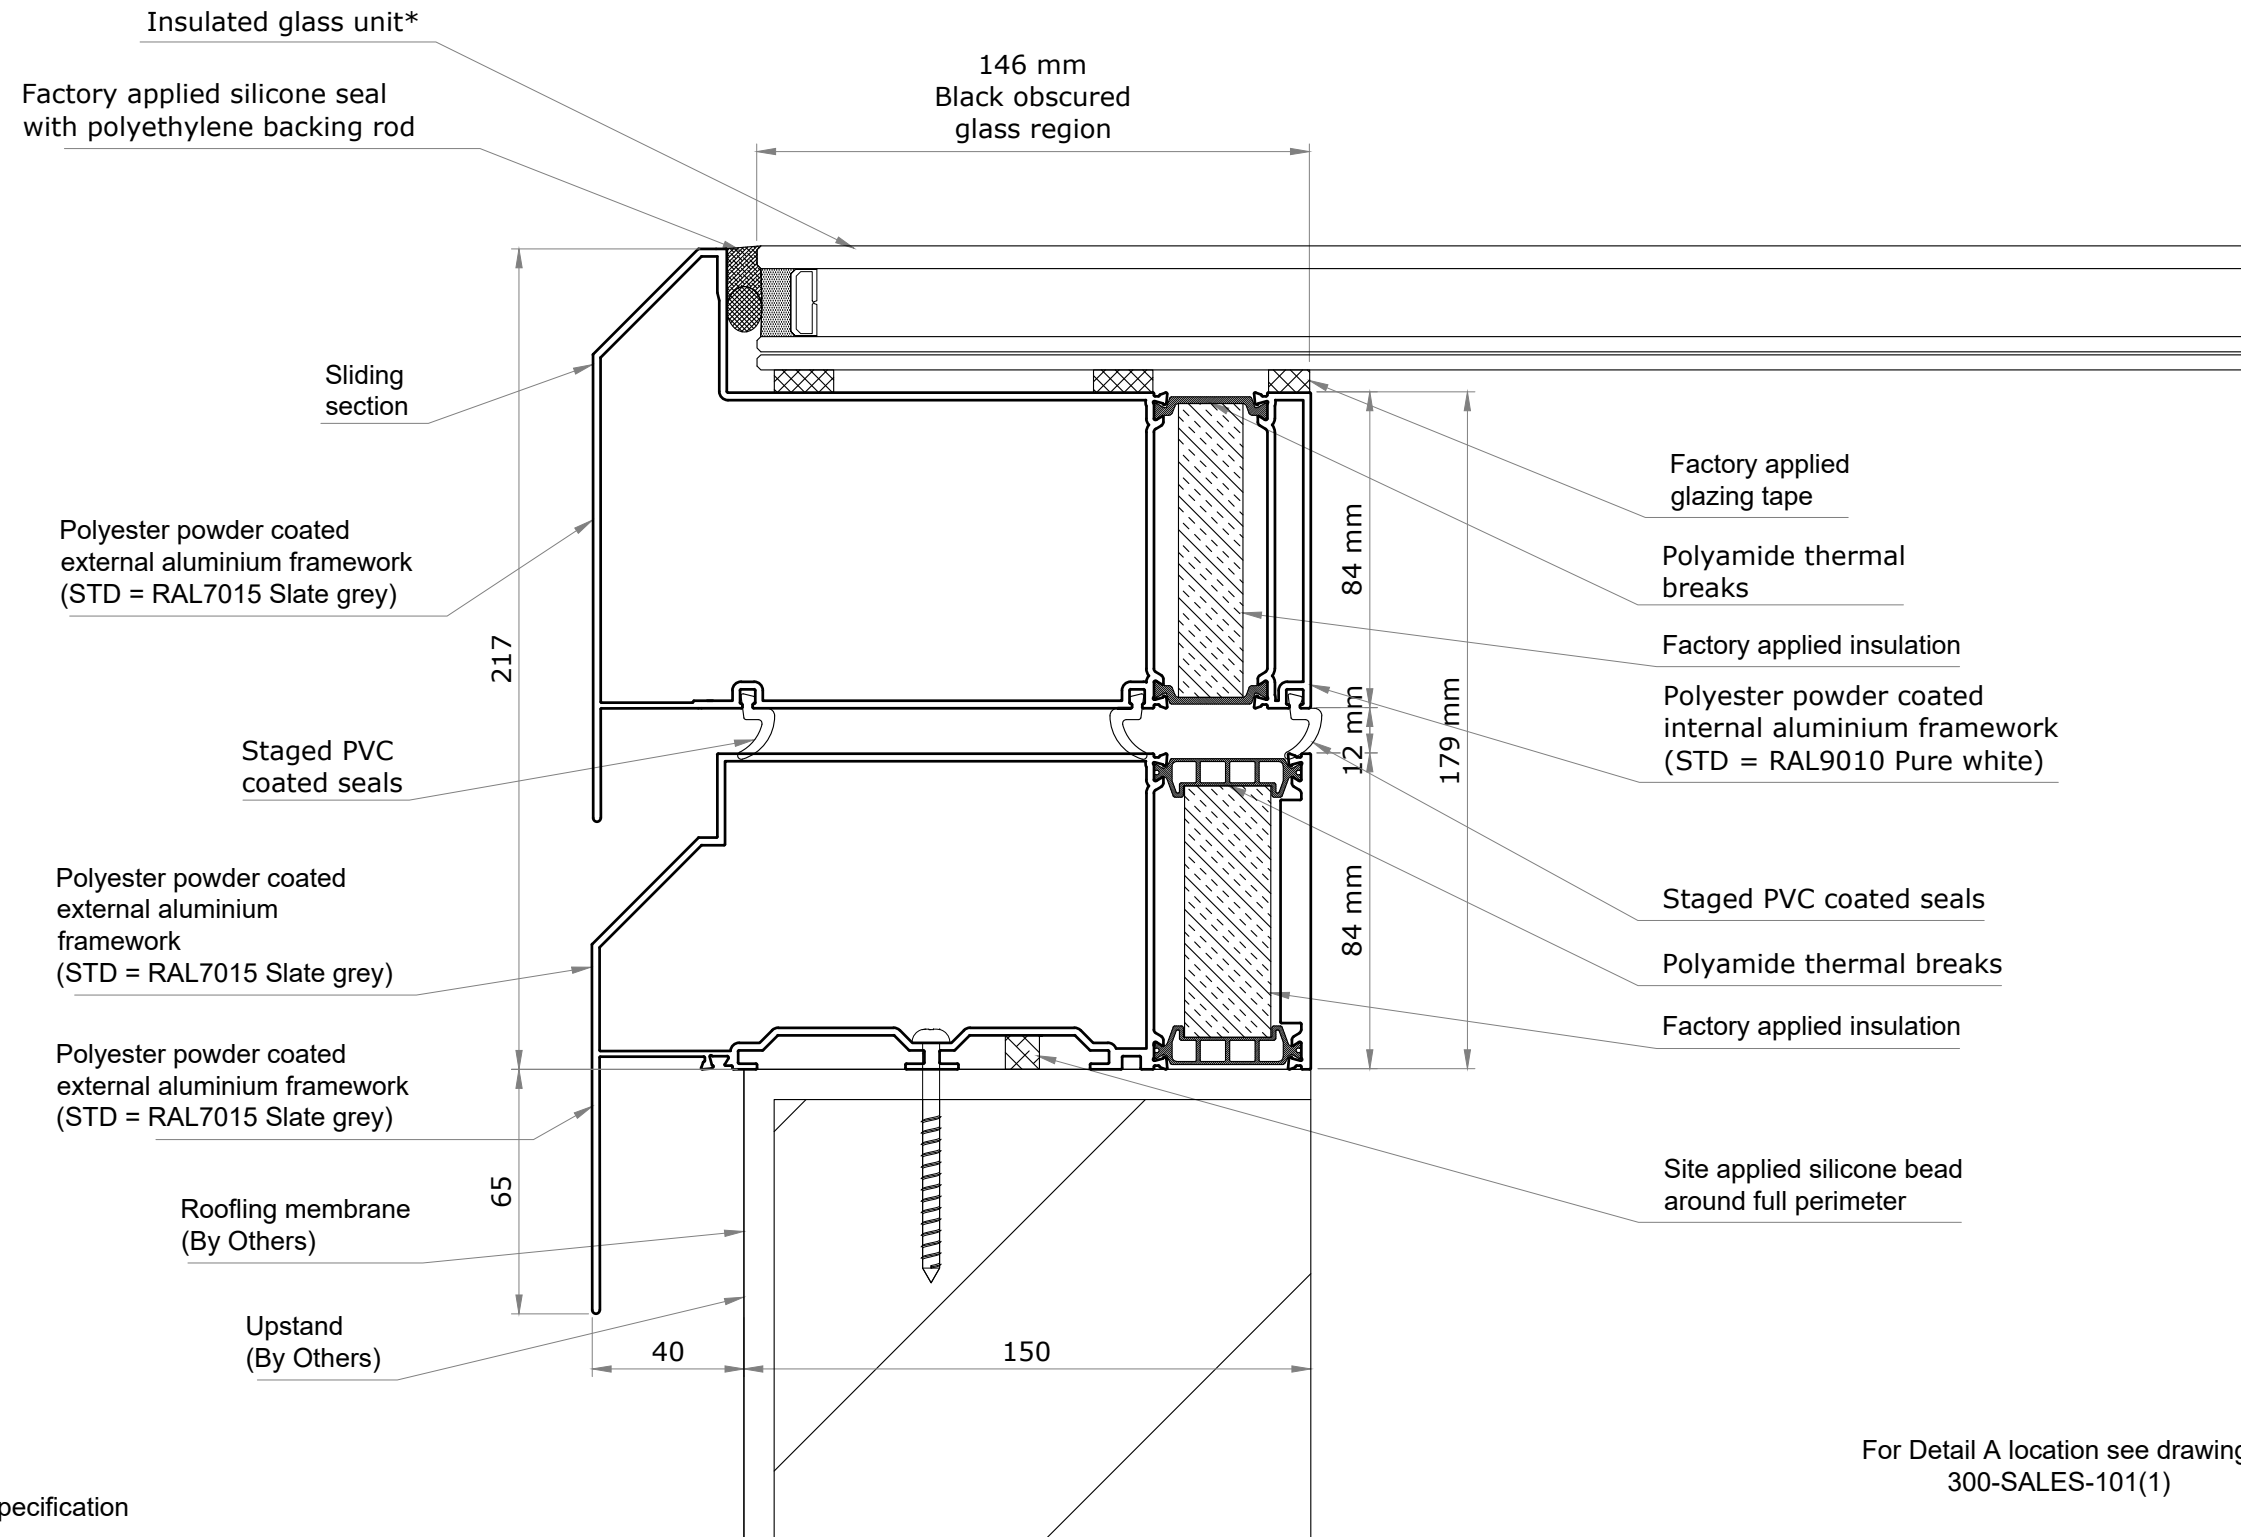 Insulated glass unit*
Factory applied silicone seal
with polyethylene backing rod
146 mm
Black obscured
glass region
Sliding
section
Polyester powder coated
external aluminium framework
(STD = RAL7015 Slate grey)
217
Staged PVC
coated seals
Polyester powder coated
external aluminium
framework
(STD = RAL7015 Slate grey)
Polyester powder coated
external aluminium framework
(STD = RAL7015 Slate grey)
65
Roofling membrane
(By Others)
Upstand
(By Others)
40
150
84 mm
12 mm
179 mm
84 mm
Factory applied
glazing tape
Polyamide thermal
breaks
Factory applied insulation
Polyester powder coated
internal aluminium framework
(STD = RAL9010 Pure white)
Staged PVC coated seals
Polyamide thermal breaks
Factory applied insulation
Site applied silicone bead
around full perimeter
For Detail A location see drawing
300-SALES-101(1)
pecification